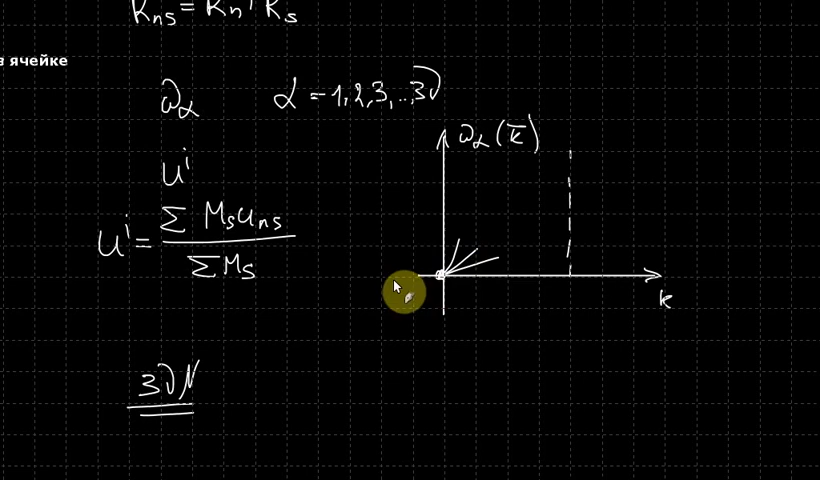 R_ns = R_n + R_s
в ячейке
ω_α α = 1, 2, 3, ... 3ν
ω_α (k̄)
u^i
u^i = Σ M_s u_ns / Σ M_s
k
3νN